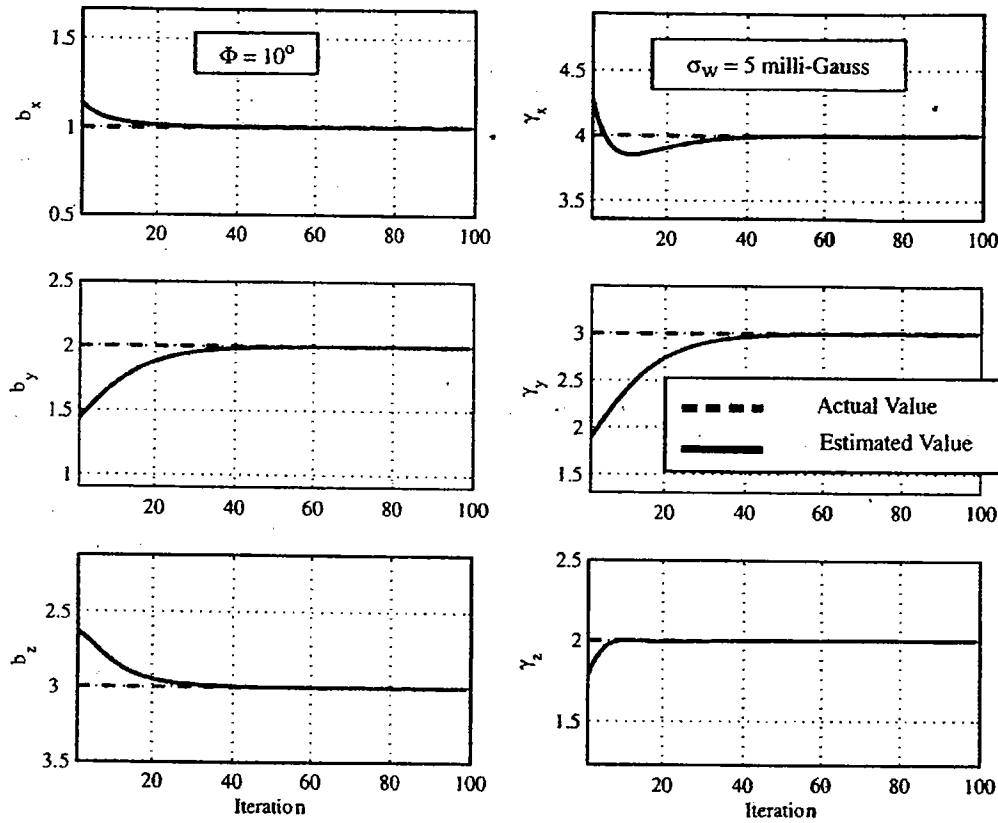 1.5
1
0.5
b_x
Φ = 10°
20 40 60 80 100
4.5
4
3.5
γ_x
σ_W = 5 milli-Gauss
20 40 60 80 100
2.5
2
1.5
1
b_y
20 40 60 80 100
3
2.5
2
1.5
γ_y
Actual Value
Estimated Value
20 40 60 80 100
2.5
3
3.5
b_z
20 40 60 80 100
Iteration
2.5
2
1.5
γ_z
20 40 60 80 100
Iteration